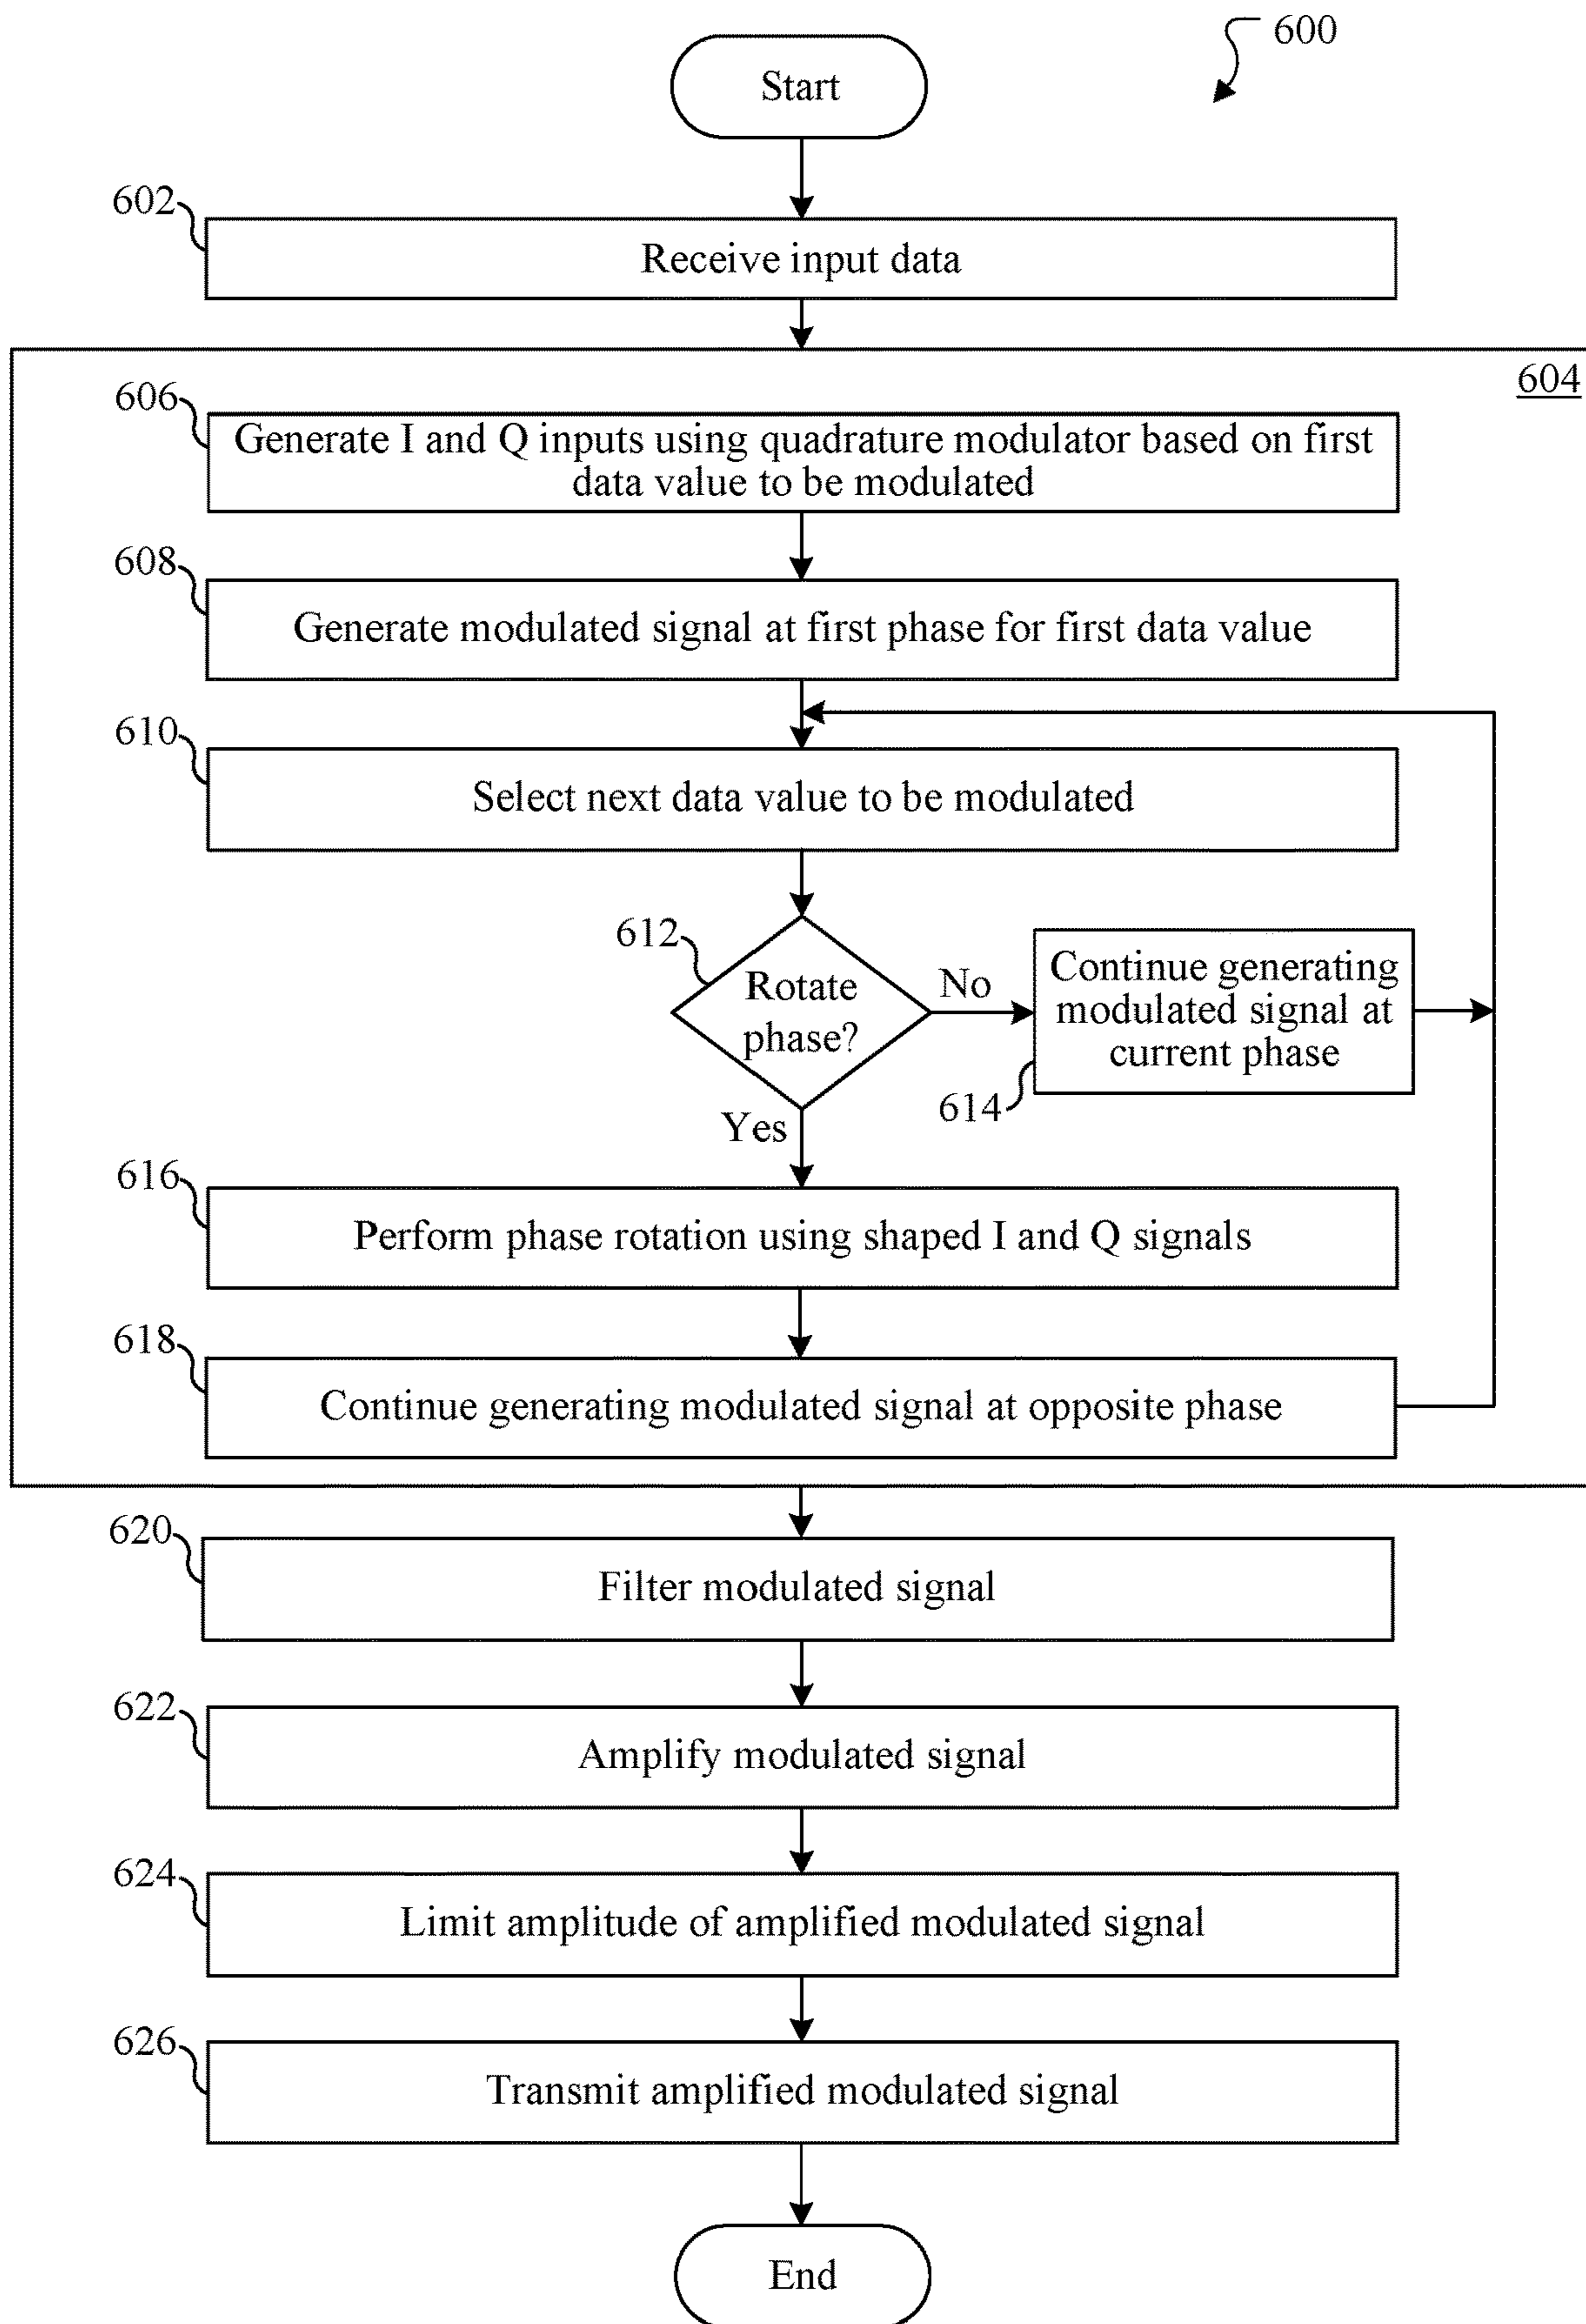 600
Start
602
Receive input data
604
606
Generate I and Q inputs using quadrature modulator based on first
data value to be modulated
608
Generate modulated signal at first phase for first data value
610
Select next data value to be modulated
612
Rotate
phase?
No
Continue generating
modulated signal at
current phase
614
Yes
616
Perform phase rotation using shaped I and Q signals
618
Continue generating modulated signal at opposite phase
620
Filter modulated signal
622
Amplify modulated signal
624
Limit amplitude of amplified modulated signal
626
Transmit amplified modulated signal
End